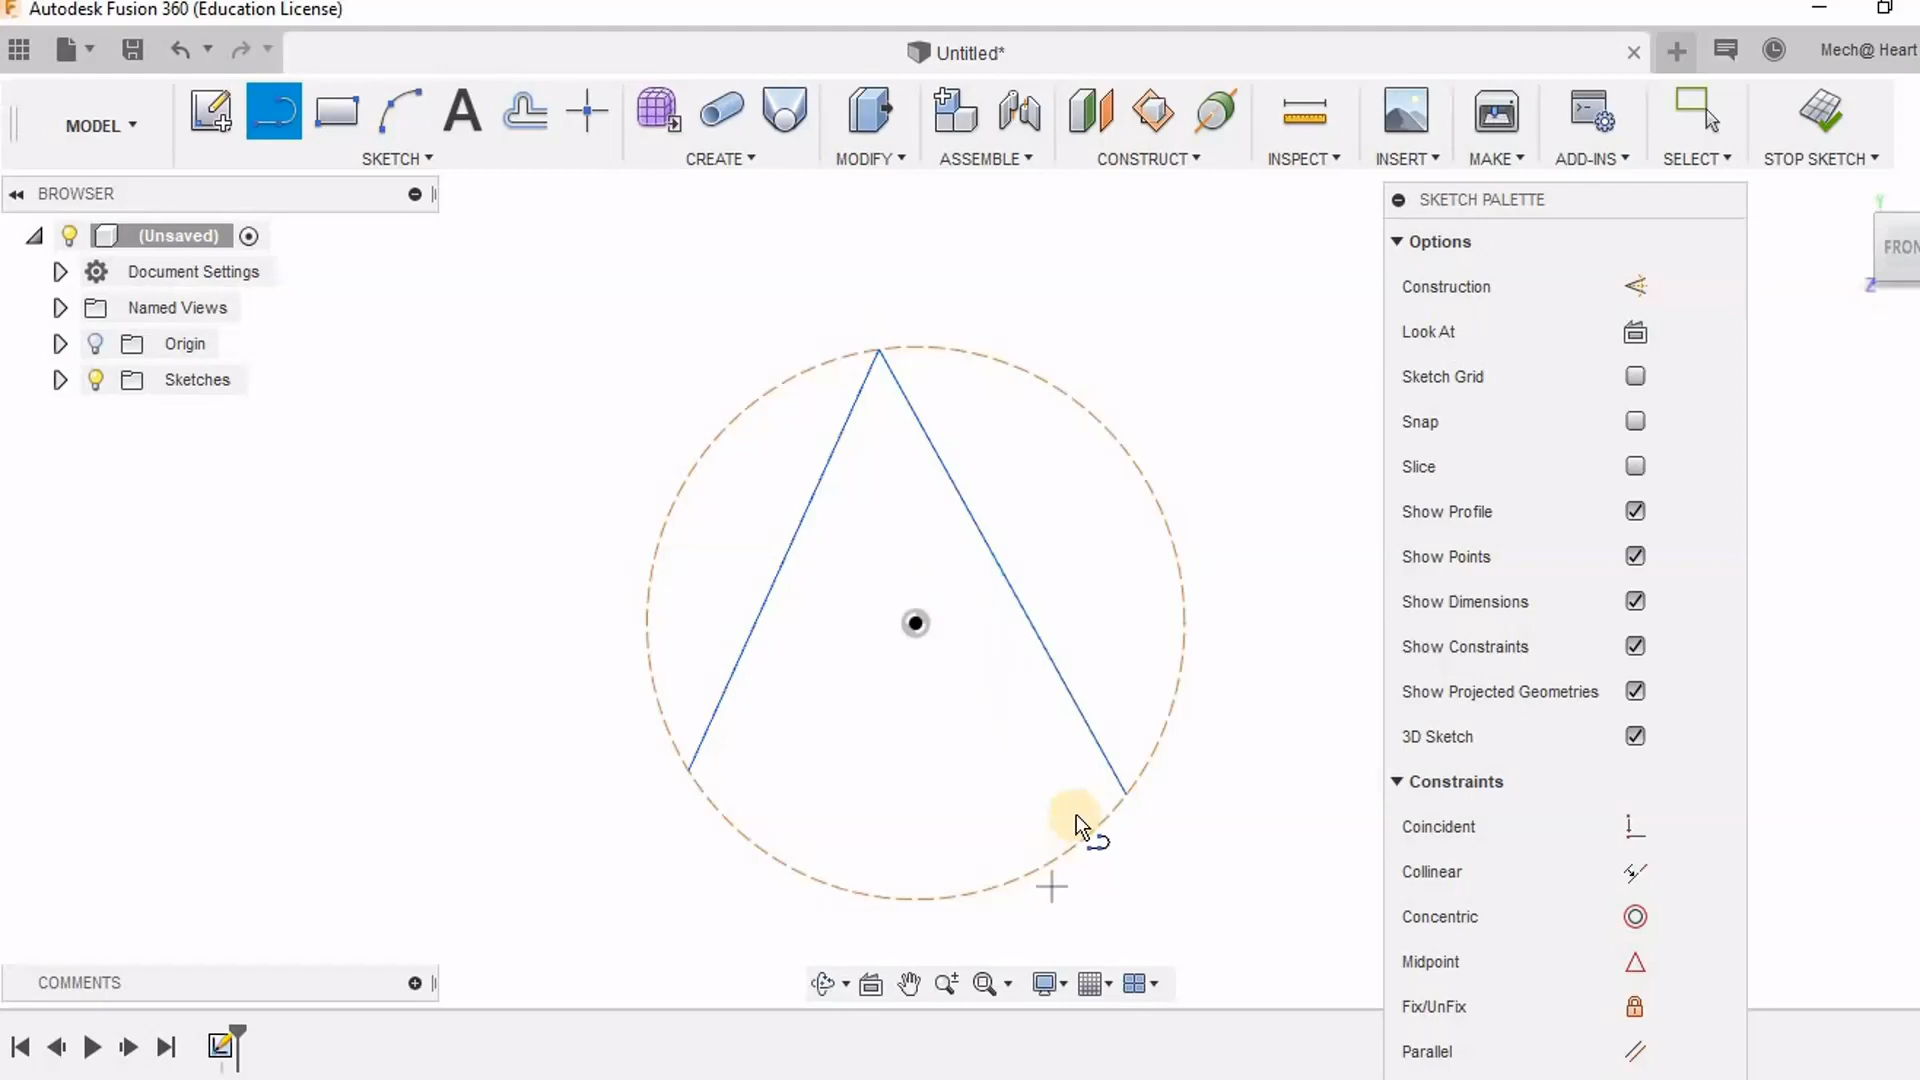 Autodesk Fusion 360 (Education License)
Untitled*
Mech@ Heart
MODEL
SKETCH
CREATE
MODIFY
ASSEMBLE
CONSTRUCT
INSPECT
INSERT
MAKE
ADD-INS
SELECT
STOP SKETCH
BROWSER
(Unsaved)
Document Settings
Named Views
Origin
Sketches
SKETCH PALETTE
Options
Construction
Look At
Sketch Grid
Snap
Slice
Show Profile
Show Points
Show Dimensions
Show Constraints
Show Projected Geometries
3D Sketch
Constraints
Coincident
Collinear
Concentric
Midpoint
Fix/UnFix
Parallel
Y
FRON
Z
COMMENTS